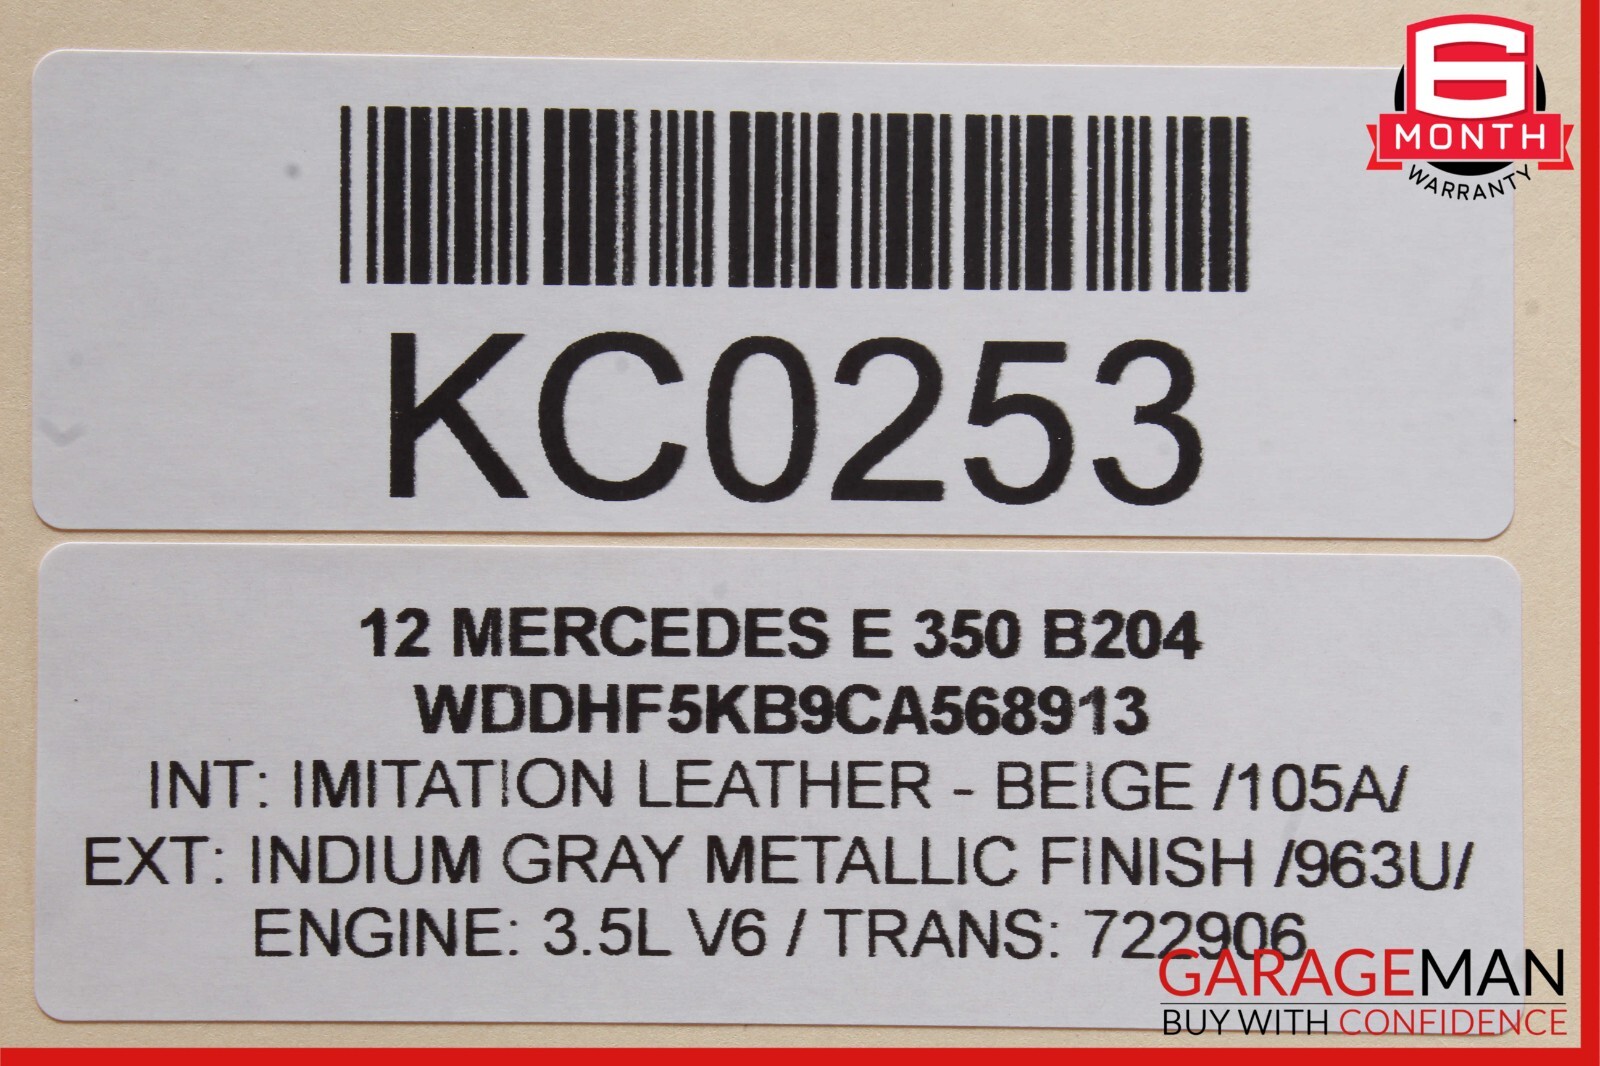 6
MONTH
WARRANTY
KC0253
12 MERCEDES E 350 B204
WDDHF5KB9CA568913
INT: IMITATION LEATHER - BEIGE /105A/
EXT: INDIUM GRAY METALLIC FINISH /963U/
ENGINE: 3.5L V6 / TRANS: 722906
GARAGEMAN
BUY WITH CONFIDENCE